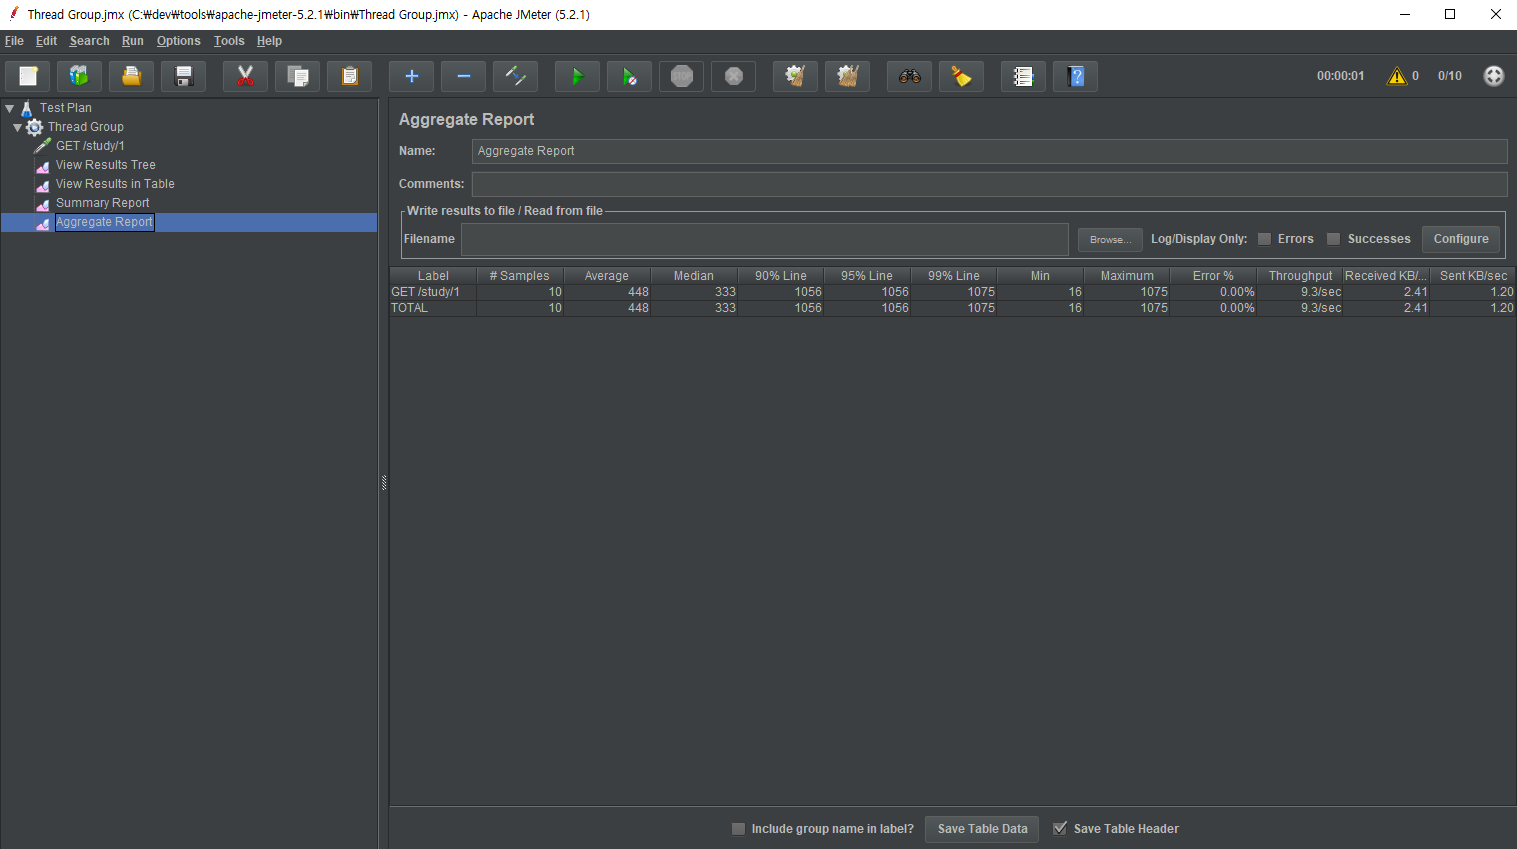 Thread Group.jmx (C:₩dev₩tools₩apache-jmeter-5.2.1₩bin₩Thread Group.jmx) - Apache JMeter (5.2.1)
File Edit Search Run Options Tools Help
STOP 00:00:01 0 0/10
Test Plan
Thread Group
GET /study/1
View Results Tree
View Results in Table
Summary Report
Aggregate Report
Aggregate Report
Name: Aggregate Report
Comments:
Write results to file / Read from file
Filename Browse... Log/Display Only: Errors Successes Configure
Label # Samples Average Median 90% Line 95% Line 99% Line Min Maximum Error % Throughput Received KB/... Sent KB/sec
GET /study/1 10 448 333 1056 1056 1075 16 1075 0.00% 9.3/sec 2.41 1.20
TOTAL 10 448 333 1056 1056 1075 16 1075 0.00% 9.3/sec 2.41 1.20
Include group name in label? Save Table Data Save Table Header